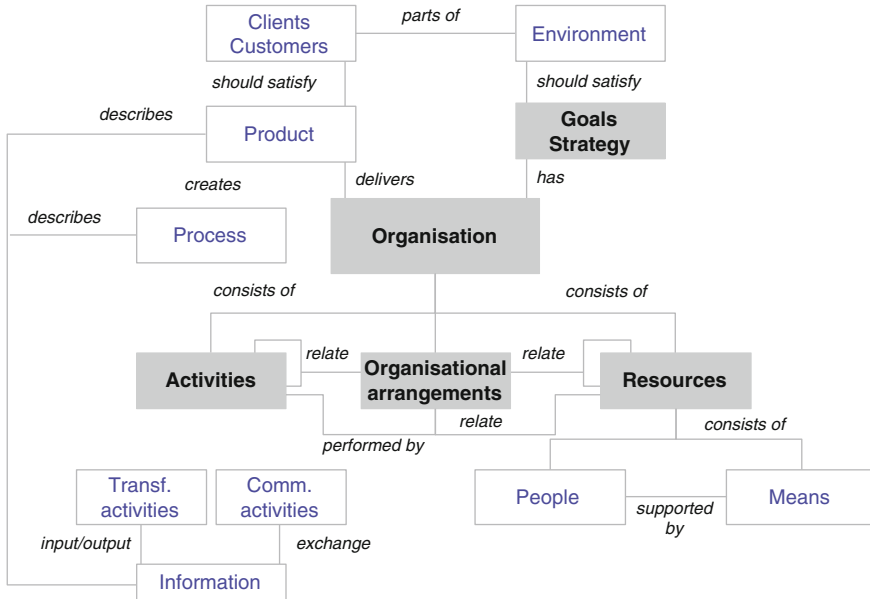 Clients
Customers
parts of
Environment
should satisfy
should satisfy
describes
Product
Goals
Strategy
creates
delivers
has
describes
Process
Organisation
consists of
consists of
Activities
relate
Organisational
arrangements
relate
Resources
relate
performed by
consists of
Transf.
activities
Comm.
activities
People
supported
by
Means
input/output
exchange
Information